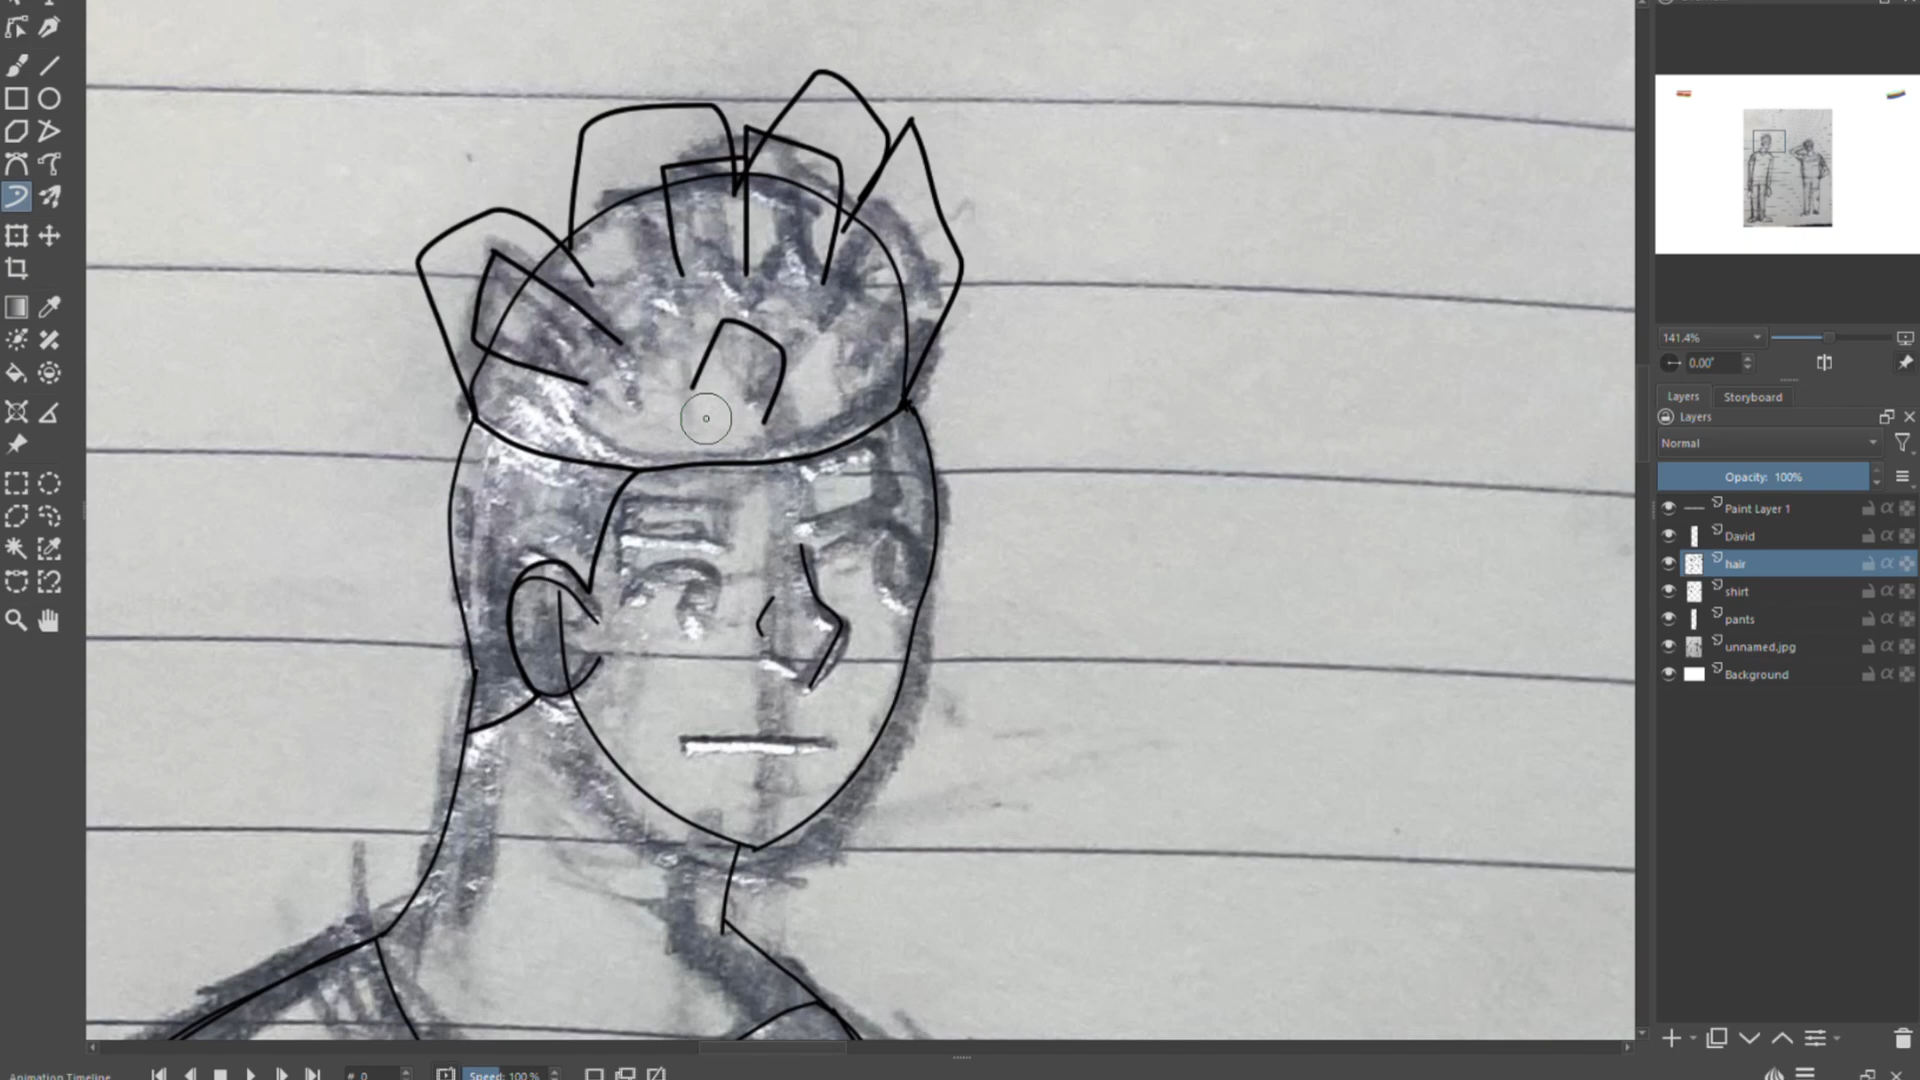 141.4%
0.00°
Layers
Storyboard
Layers
Normal
Opacity: 100%
Paint Layer 1
David
hair
shirt
pants
unnamed.jpg
Background
Animation Timeline
# 0
Speed: 100 %